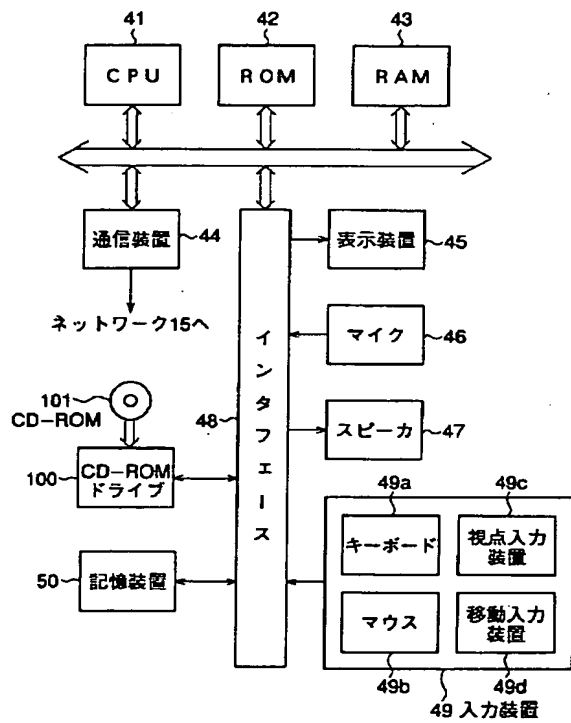 41
42
43
CPU
ROM
RAM
通信装置
44
ネットワーク15へ
表示装置
45
マイク
46
スピーカ
47
48
インタフェース
101
CD-ROM
100
CD-ROM
ドライブ
50
記憶装置
49a
49c
キーボード
視点入力
装置
マウス
移動入力
装置
49b
49d
49 入力装置